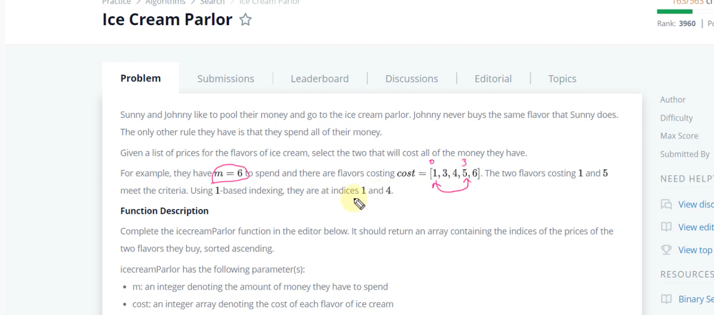 Practice > Algorithms > Search > Ice Cream Parlor
Ice Cream Parlor
Rank: 3960 |
Problem Submissions Leaderboard Discussions Editorial Topics
Sunny and Johnny like to pool their money and go to the ice cream parlor. Johnny never buys the same flavor that Sunny does.
The only other rule they have is that they spend all of their money.
Given a list of prices for the flavors of ice cream, select the two that will cost all of the money they have.
0 3
For example, they have m = 6 to spend and there are flavors costing cost = [1, 3, 4, 5, 6]. The two flavors costing 1 and 5
meet the criteria. Using 1-based indexing, they are at indices 1 and 4.
Function Description
Complete the icecreamParlor function in the editor below. It should return an array containing the indices of the prices of the
two flavors they buy, sorted ascending.
icecreamParlor has the following parameter(s):
• m: an integer denoting the amount of money they have to spend
• cost: an integer array denoting the cost of each flavor of ice cream
Author
Difficulty
Max Score
Submitted By
NEED HELP
View disc
View edit
View top
RESOURCES
Binary Se